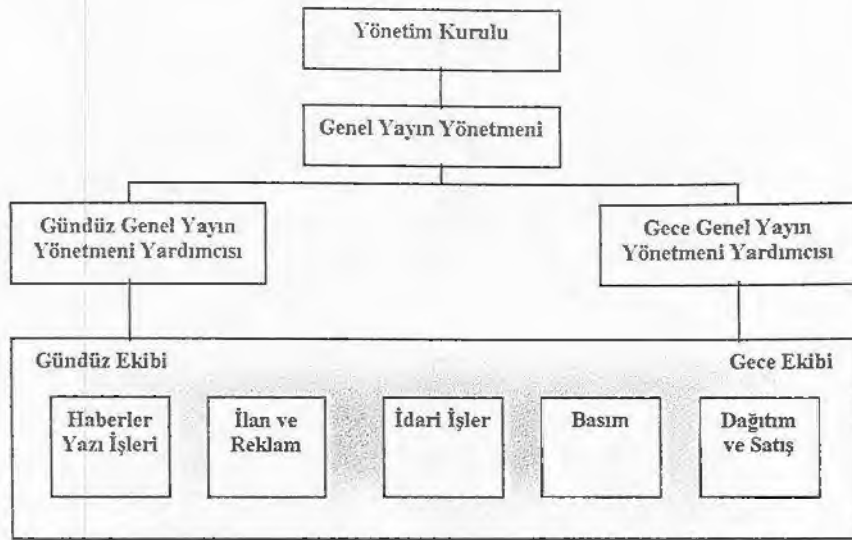 Yönetim Kurulu
Genel Yayın Yönetmeni
Gündüz Genel Yayın
Yönetmeni Yardımcısı
Gece Genel Yayın
Yönetmeni Yardımcısı
Gündüz Ekibi
Gece Ekibi
Haberler
Yazı İşleri
İlan ve
Reklam
İdari İşler
Basım
Dağıtım
ve Satış